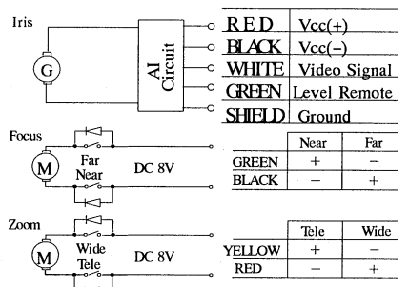 Iris
G
AI Circuit
RED Vcc(+)
BLACK Vcc(−)
WHITE Video Signal
GREEN Level Remote
SHIELD Ground
Focus
M
Far
Near
DC 8V
Near Far
GREEN + −
BLACK − +
Zoom
M
Wide
Tele
DC 8V
Tele Wide
YELLOW + −
RED − +